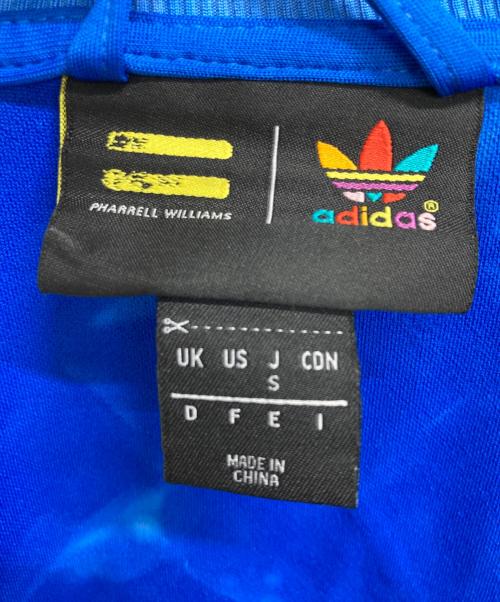 PHARRELL WILLIAMS
adidas®
UK US J CDN
S
D F E I
MADE IN
CHINA